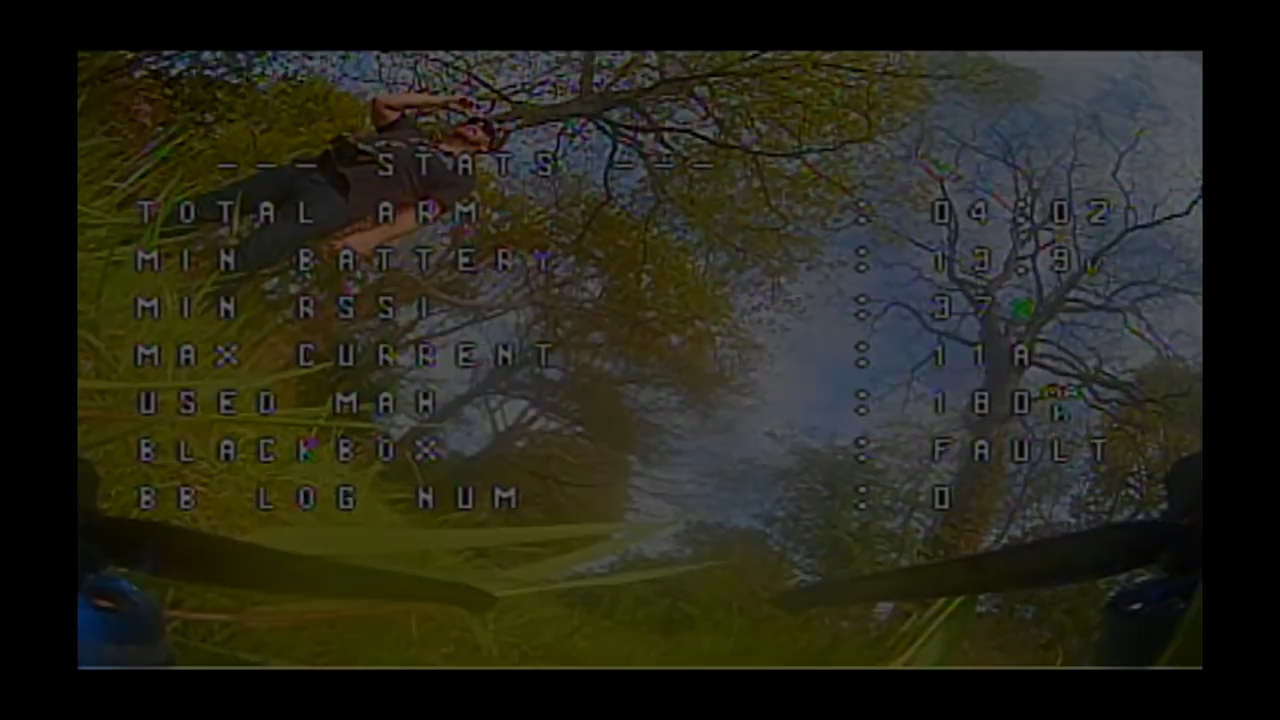 --- STATS ---
TOTAL ARM : 04:02
MIN BATTERY : 13.9V
MIN RSSI : 37
MAX CURRENT : 11A
USED MAH : 180MAH
BLACKBOX : FAULT
BB LOG NUM : 0